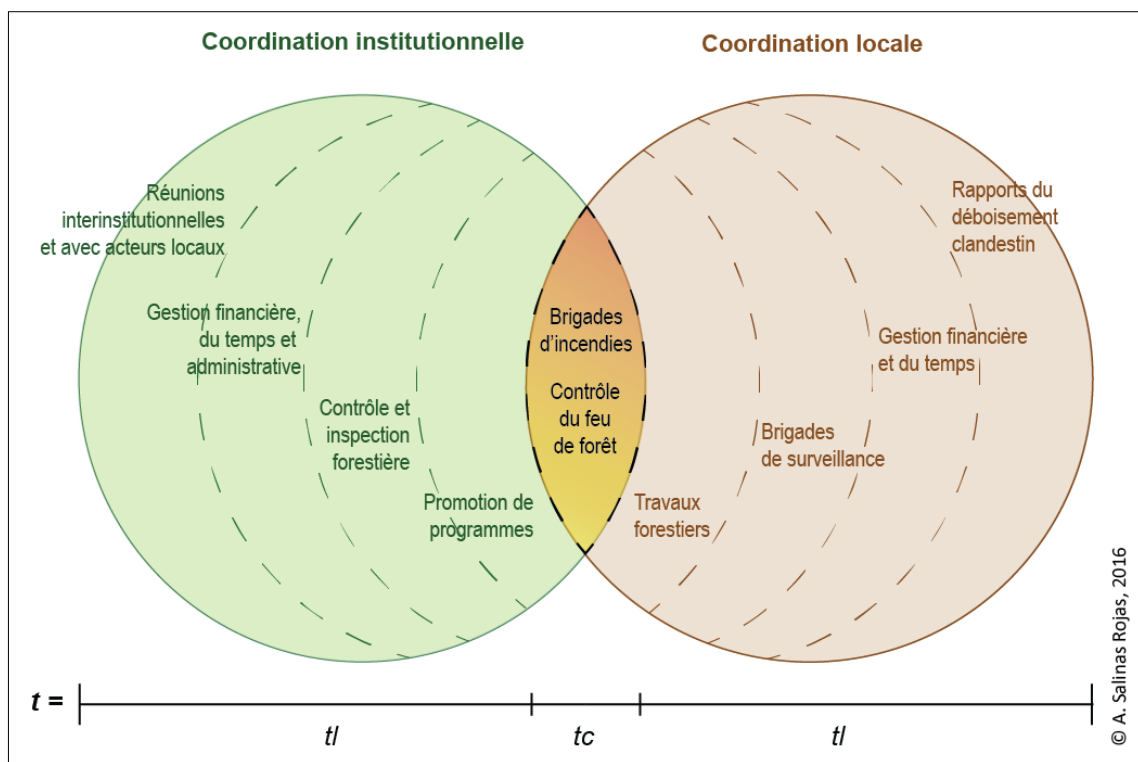 Coordination institutionnelle
Coordination locale
Réunions
interinstitutionnelles
et avec acteurs locaux
Gestion financière,
du temps et
administrative
Contrôle et
inspection
forestière
Promotion de
programmes
Brigades
d'incendies
Contrôle
du feu
de forêt
Travaux
forestiers
Brigades
de surveillance
Gestion financière
et du temps
Rapports du
déboisement
clandestin
t =
tl
tc
tl
© A. Salinas Rojas, 2016